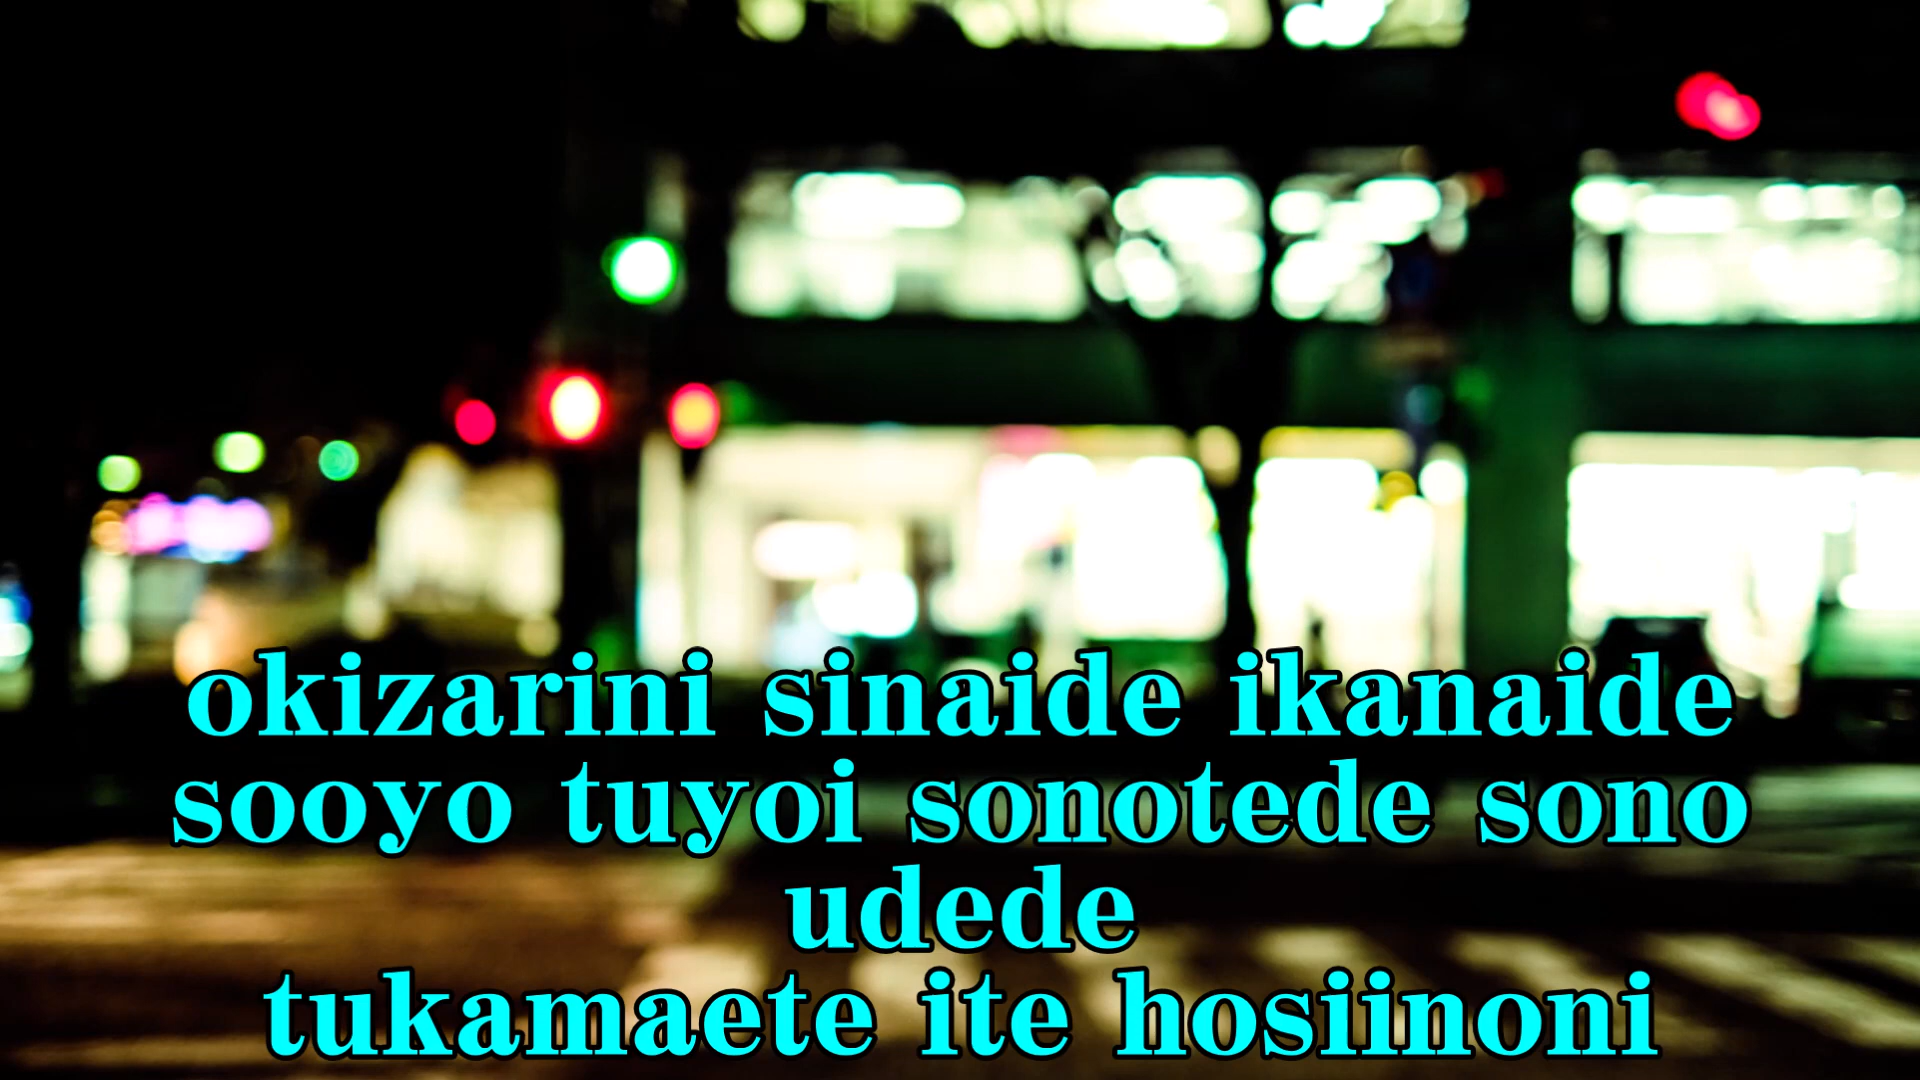 okizarini sinaide ikanaide
sooyo tuyoi sonotede sono
udede
tukamaete ite hosiinoni